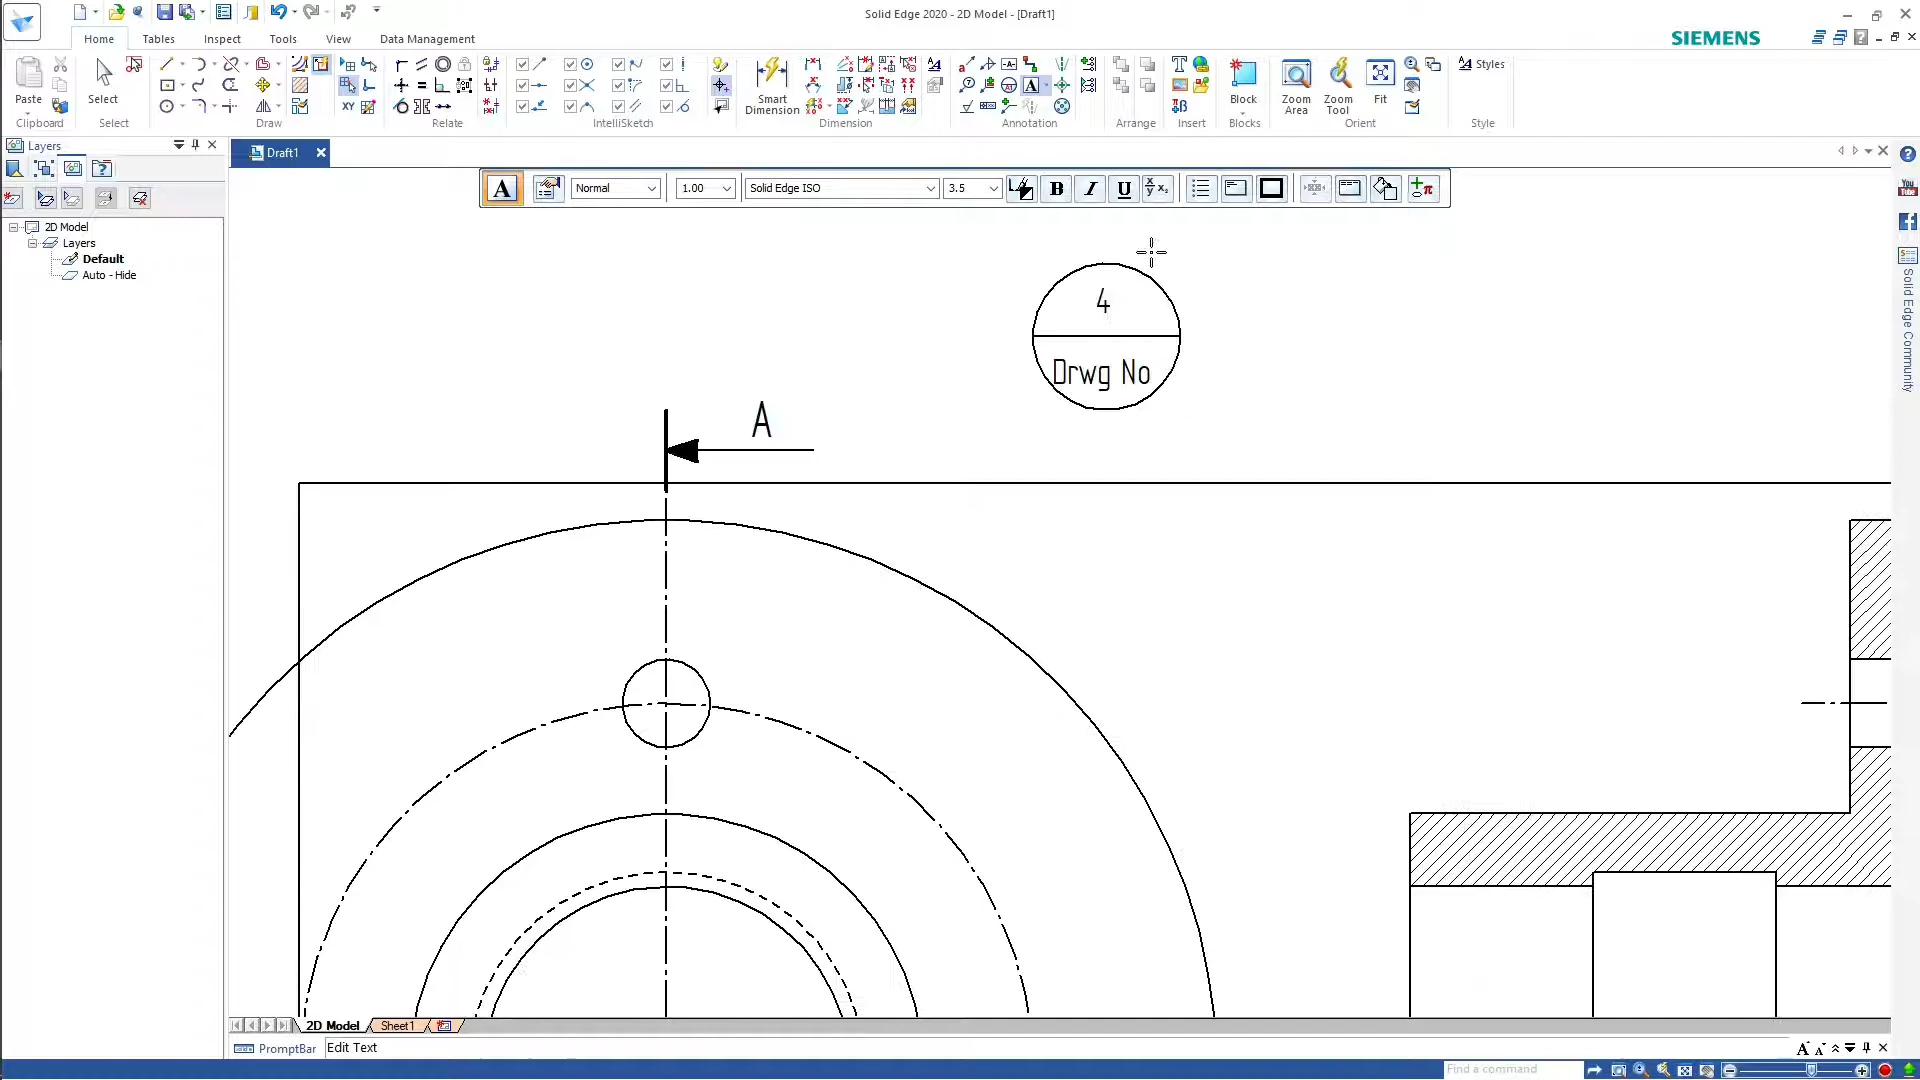 Solid Edge 2020 - 2D Model - [Draft1]
Home
Tables
Inspect
Sketch
Tools
View
Data Management
SIEMENS
Paste
Clipboard
Select
Select
Draw
Relate
IntelliSketch
Smart Dimension
Dimension
Annotation
Arrange
Insert
Block
Blocks
Zoom Area
Zoom Tool
Fit
Orient
Styles
Style
Layers
Draft1
A
Normal
1.00
Solid Edge ISO
3.5
B
I
U
2D Model
Layers
Default
Auto - Hide
4
Drwg No
A
Solid Edge Community
You Tube
2D Model
Sheet1
PromptBar
Edit Text
Find a command